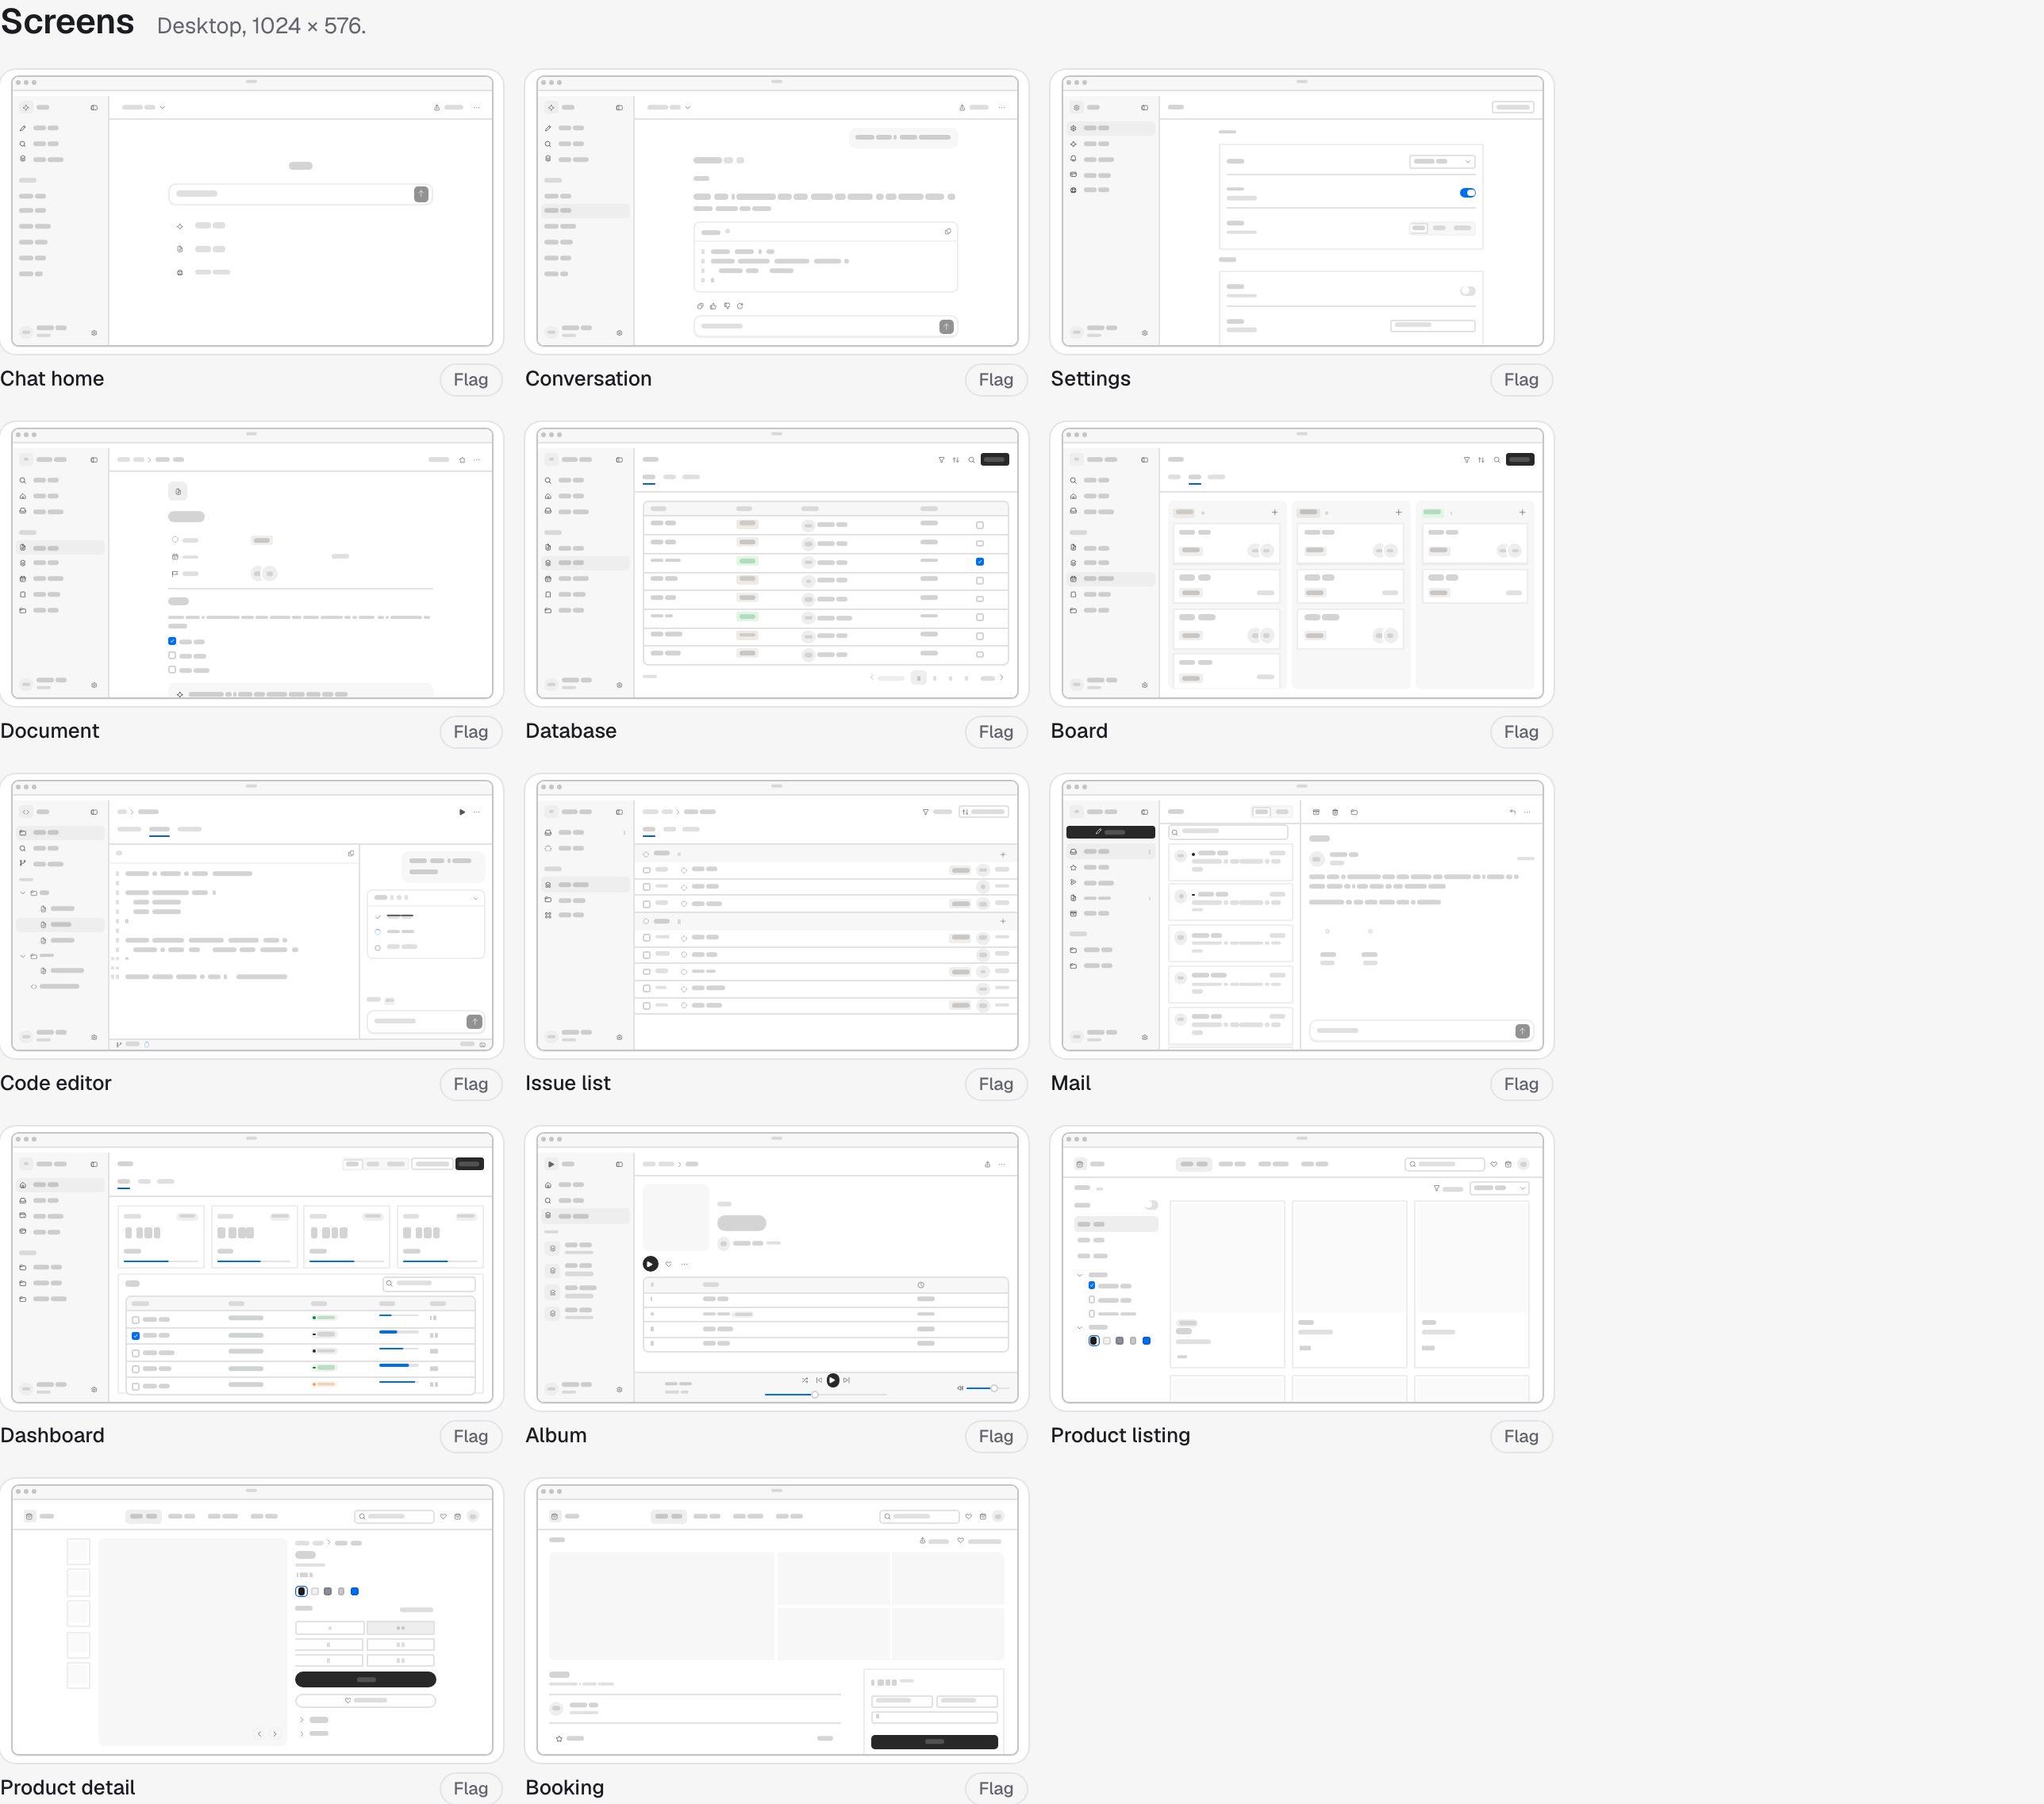 Screens Desktop, 1024 × 576.
Chat home Flag
Conversation Flag
Settings Flag
Document Flag
Database Flag
Board Flag
Code editor Flag
Issue list Flag
Mail Flag
Dashboard Flag
Album Flag
Product listing Flag
Product detail Flag
Booking Flag